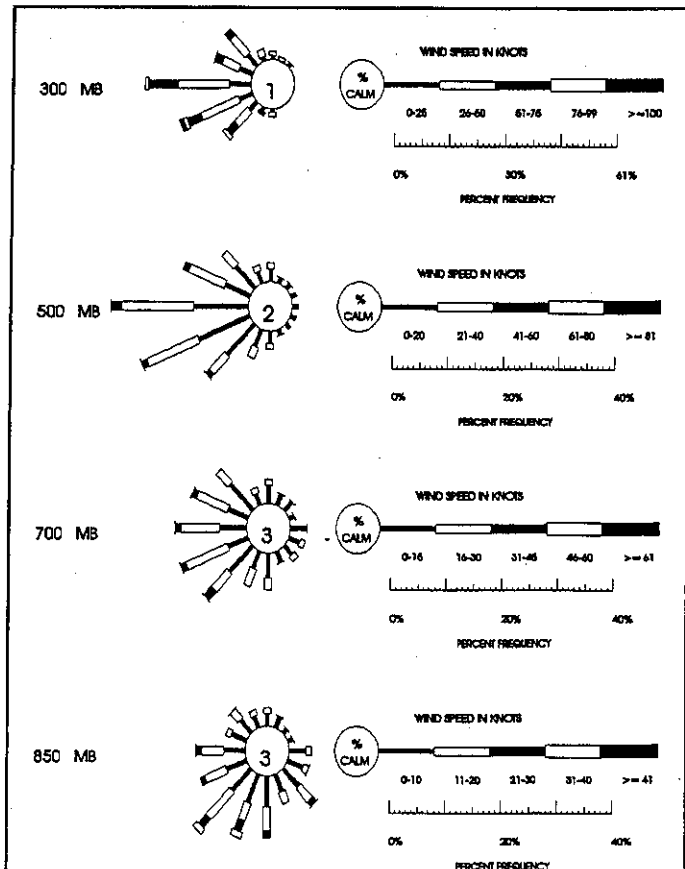 WIND SPEED IN KNOTS
300 MB
1
% CALM
0-25 26-50 51-75 76-99 >=100
0% 30% 61%
PERCENT FREQUENCY
WIND SPEED IN KNOTS
500 MB
2
% CALM
0-20 21-40 41-60 61-80 >= 81
0% 20% 40%
PERCENT FREQUENCY
WIND SPEED IN KNOTS
700 MB
3
% CALM
0-15 16-30 31-45 46-60 >= 61
0% 20% 40%
PERCENT FREQUENCY
WIND SPEED IN KNOTS
850 MB
3
% CALM
0-10 11-20 21-30 31-40 >= 41
0% 20% 40%
PERCENT FREQUENCY